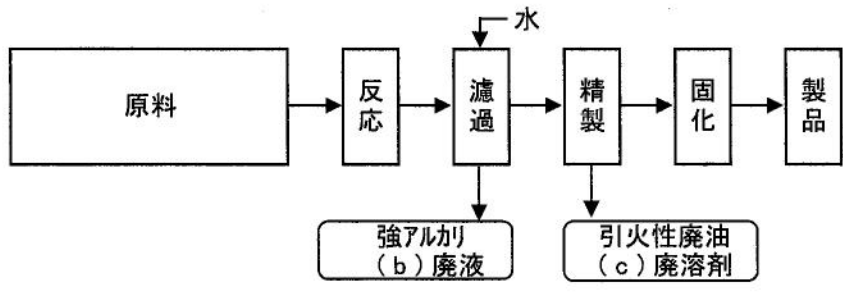 水
原料
反応
濾過
精製
固化
製品
強アルカリ
(b)廃液
引火性廃油
(c)廃溶剤